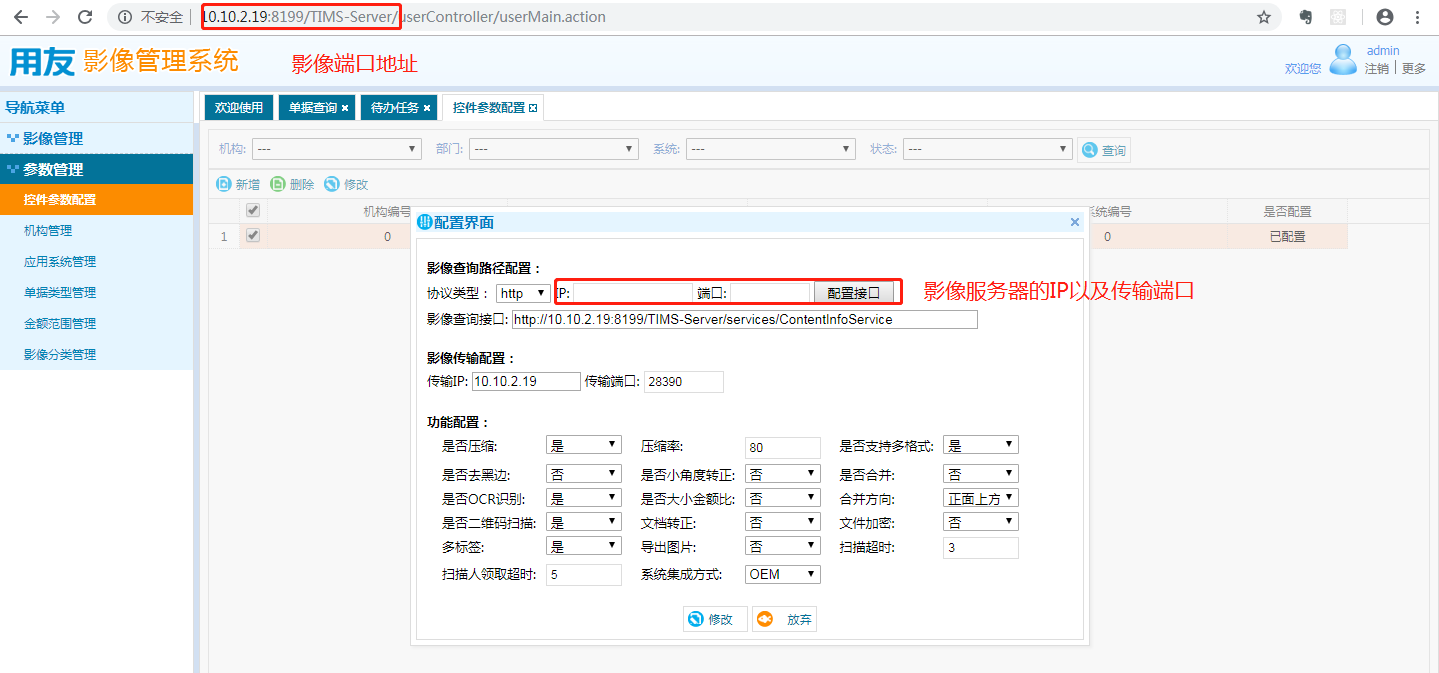 不安全 10.10.2.19:8199/TIMS-Server/userController/userMain.action
用友 影像管理系统
影像端口地址
欢迎您
admin
注销 | 更多
导航菜单
影像管理
参数管理
控件参数配置
机构管理
应用系统管理
单据类型管理
金额范围管理
影像分类管理
欢迎使用 单据查询 待办任务 控件参数配置
机构: --- 部门: --- 系统: --- 状态: --- 查询
新增 删除 修改
机构编号 系统编号 是否配置
1 0 0 已配置
配置界面
影像查询路径配置：
协议类型： http IP: 端口: 配置接口
影像服务器的IP以及传输端口
影像查询接口: http://10.10.2.19:8199/TIMS-Server/services/ContentInfoService
影像传输配置：
传输IP: 10.10.2.19 传输端口: 28390
功能配置：
是否压缩: 是 压缩率: 80 是否支持多格式: 是
是否去黑边: 否 是否小角度转正: 否 是否合并: 否
是否OCR识别: 是 是否大小金额比: 否 合并方向: 正面上方
是否二维码扫描: 是 文档转正: 否 文件加密: 否
多标签: 是 导出图片: 否 扫描超时: 3
扫描人领取超时: 5 系统集成方式: OEM
修改 放弃